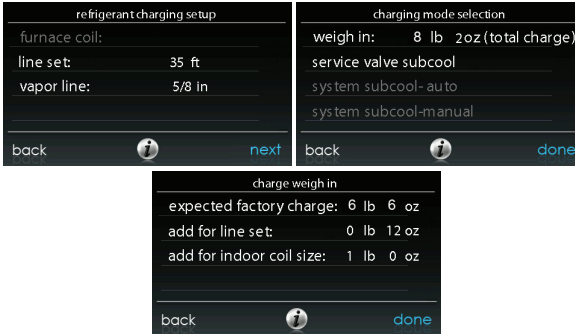 refrigerant charging setup
furnace coil:
line set: 35 ft
vapor line: 5/8 in
back i next
charging mode selection
weigh in: 8 lb 2oz (total charge)
service valve subcool
system subcool- auto
system subcool-manual
back i done
charge weigh in
expected factory charge: 6 lb 6 oz
add for line set: 0 lb 12 oz
add for indoor coil size: 1 lb 0 oz
back i done